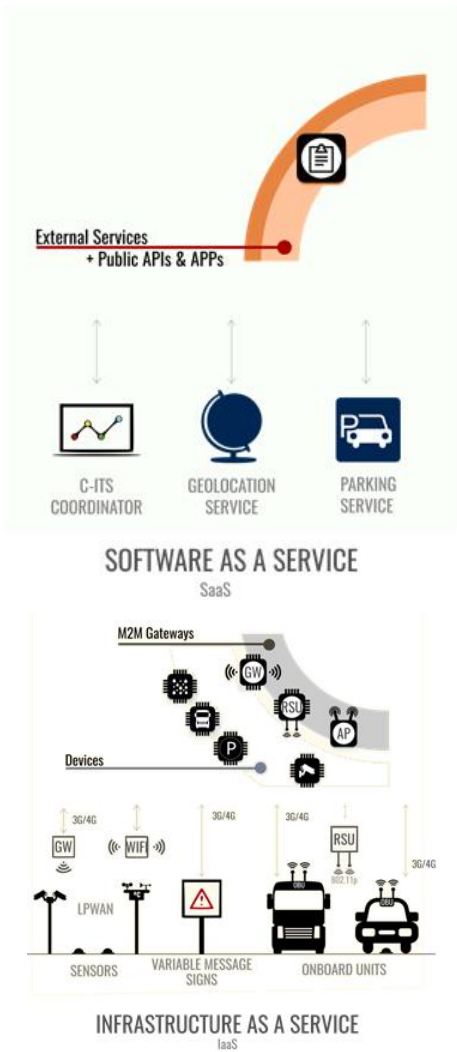 External Services
+ Public APIs & APPs
C-ITS
COORDINATOR
GEOLOCATION
SERVICE
PARKING
SERVICE
SOFTWARE AS A SERVICE
SaaS
M2M Gateways
GW
RSU
AP
P
Devices
3G/4G
3G/4G
3G/4G
3G/4G
GW
WIFI
RSU
802.11p
LPWAN
OBU
OBU
SENSORS
VARIABLE MESSAGE
SIGNS
ONBOARD UNITS
INFRASTRUCTURE AS A SERVICE
IaaS